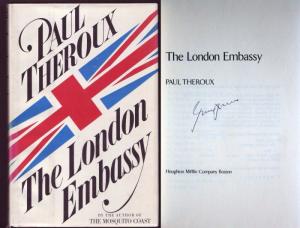 PAUL
THEROUX
The London
Embassy
BY THE AUTHOR OF
THE MOSQUITO COAST
The London Embassy
PAUL THEROUX
Houghton Mifflin Company Boston